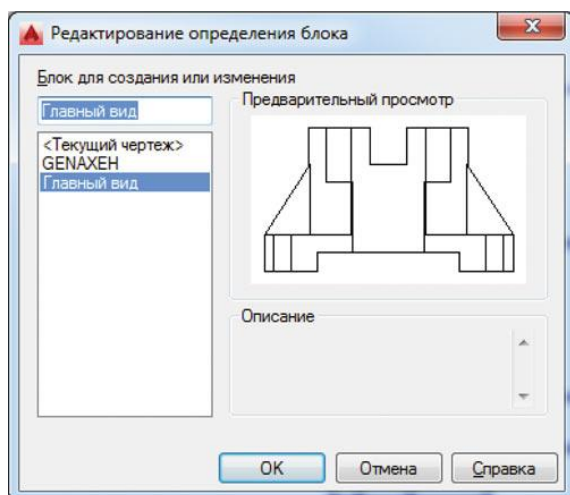 Редактирование определения блока
Блок для создания или изменения
Главный вид
<Текущий чертеж>
GENAXEH
Главный вид
Предварительный просмотр
Описание
OK
Отмена
Справка